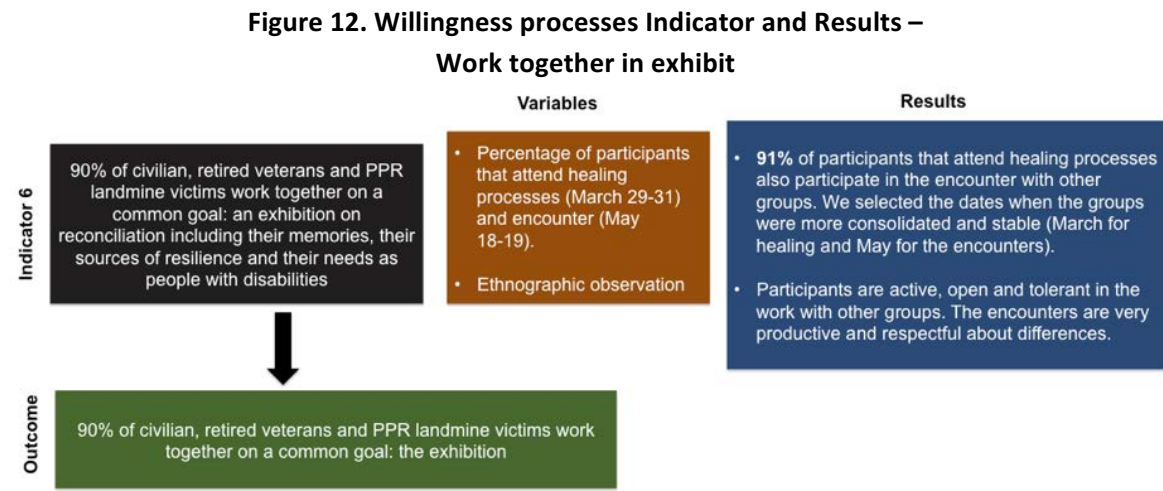 Figure 12. Willingness processes Indicator and Results –
Work together in exhibit
Variables
Results
Indicator 6
90% of civilian, retired veterans and PPR
landmine victims work together on a
common goal: an exhibition on
reconciliation including their memories, their
sources of resilience and their needs as
people with disabilities
• Percentage of participants
that attend healing
processes (March 29-31)
and encounter (May
18-19).
• Ethnographic observation
• 91% of participants that attend healing processes
also participate in the encounter with other
groups. We selected the dates when the groups
were more consolidated and stable (March for
healing and May for the encounters).
• Participants are active, open and tolerant in the
work with other groups. The encounters are very
productive and respectful about differences.
Outcome
90% of civilian, retired veterans and PPR landmine victims work
together on a common goal: the exhibition